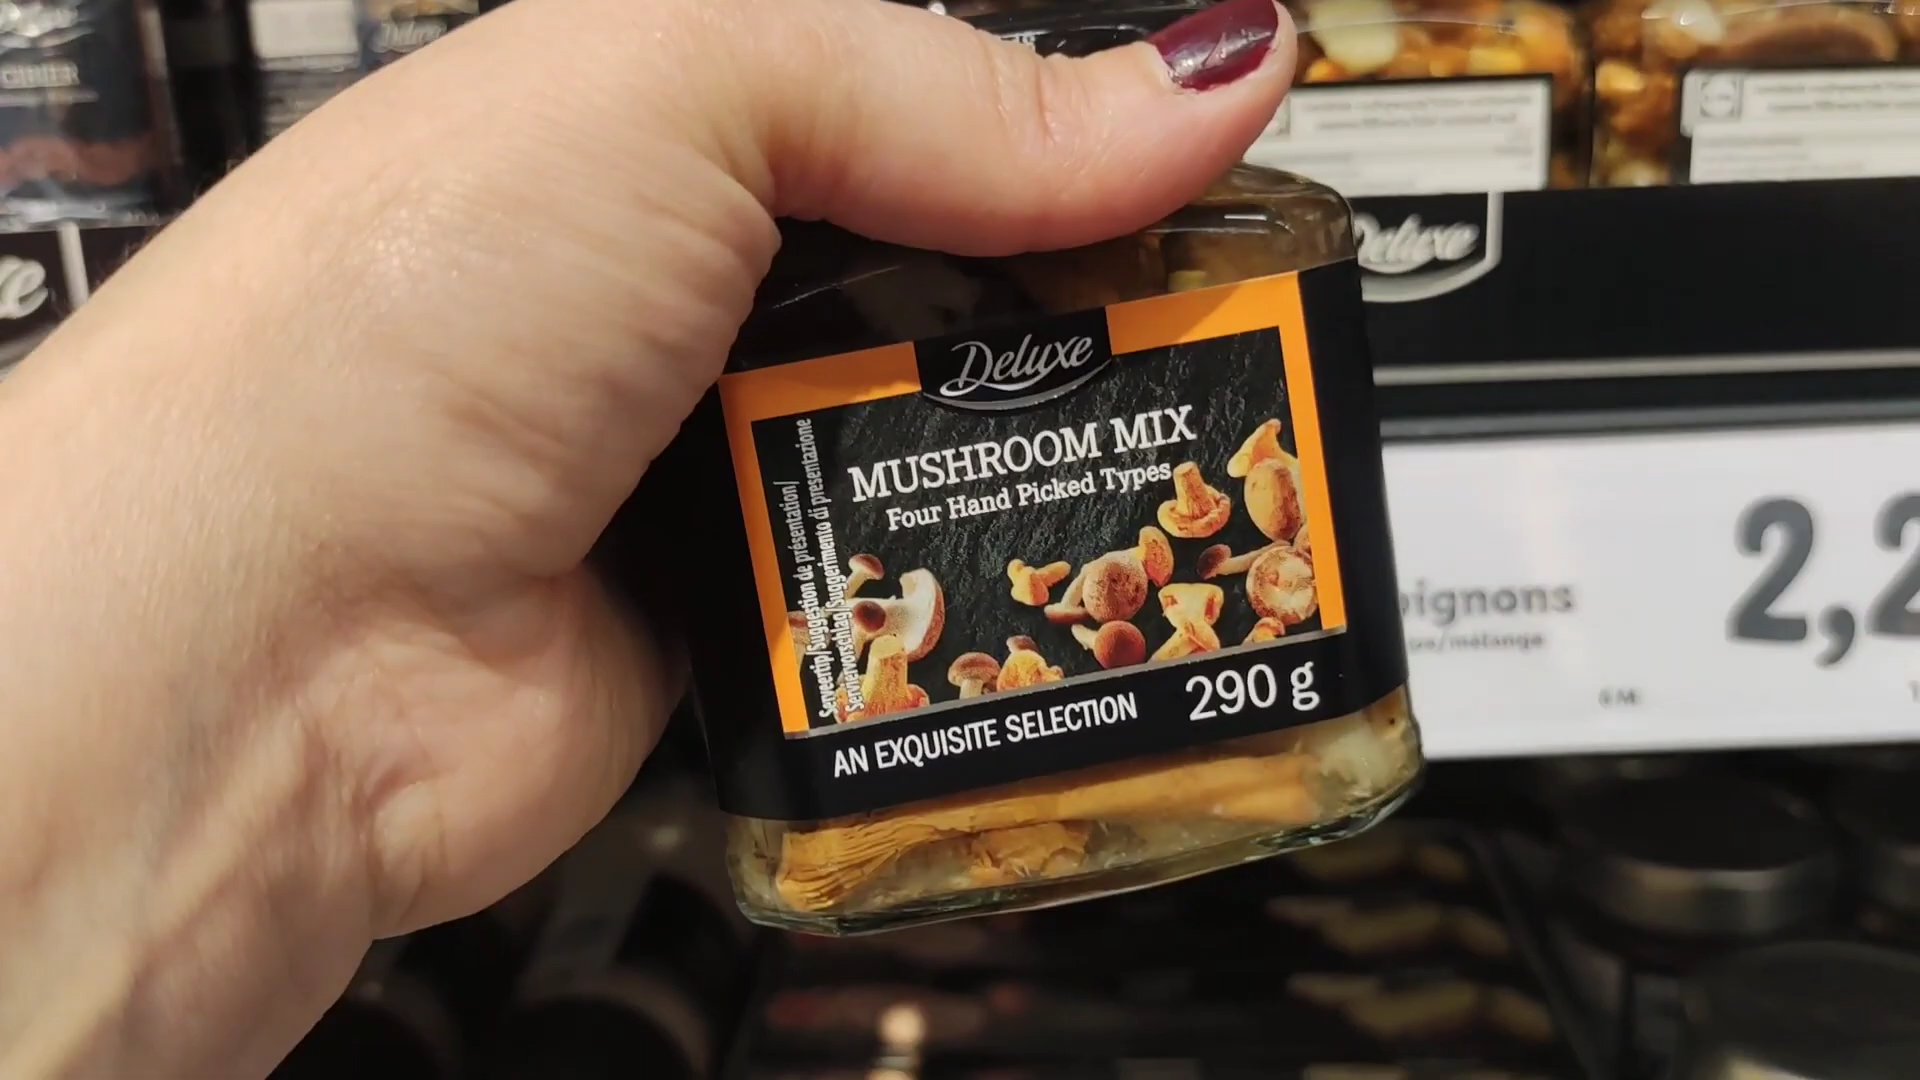 Deluxe
Deluxe
MUSHROOM MIX
Four Hand Picked Types
Serveertip/Suggestion de présentation/
Serviervorschlag/Suggerimento di presentazione
AN EXQUISITE SELECTION
290 g
2,2